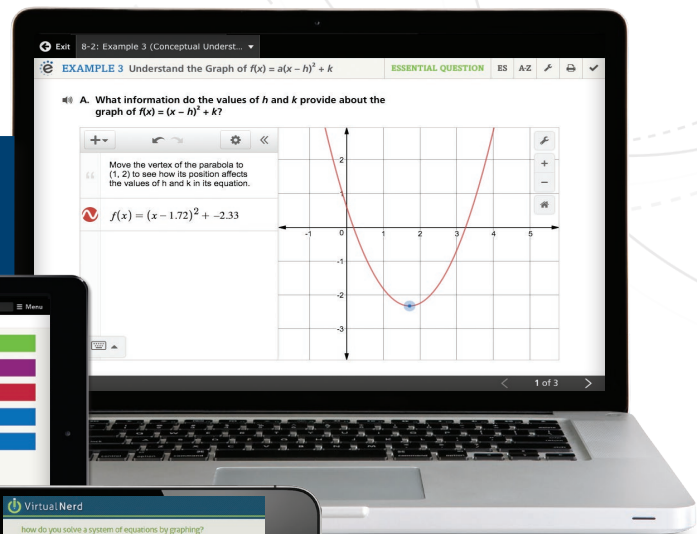 Exit 8-2: Example 3 (Conceptual Underst...
EXAMPLE 3 Understand the Graph of f(x) = a(x – h)² + k ESSENTIAL QUESTION ES A-Z
A. What information do the values of h and k provide about the
graph of f(x) = (x – h)² + k?
Move the vertex of the parabola to
(1, 2) to see how its position affects
the values of h and k in its equation.
f(x) = (x – 1.72)² + –2.33
2
1
-1 0 1 2 3 4 5
-1
-2
-3
Menu
1 of 3
VirtualNerd
how do you solve a system of equations by graphing?